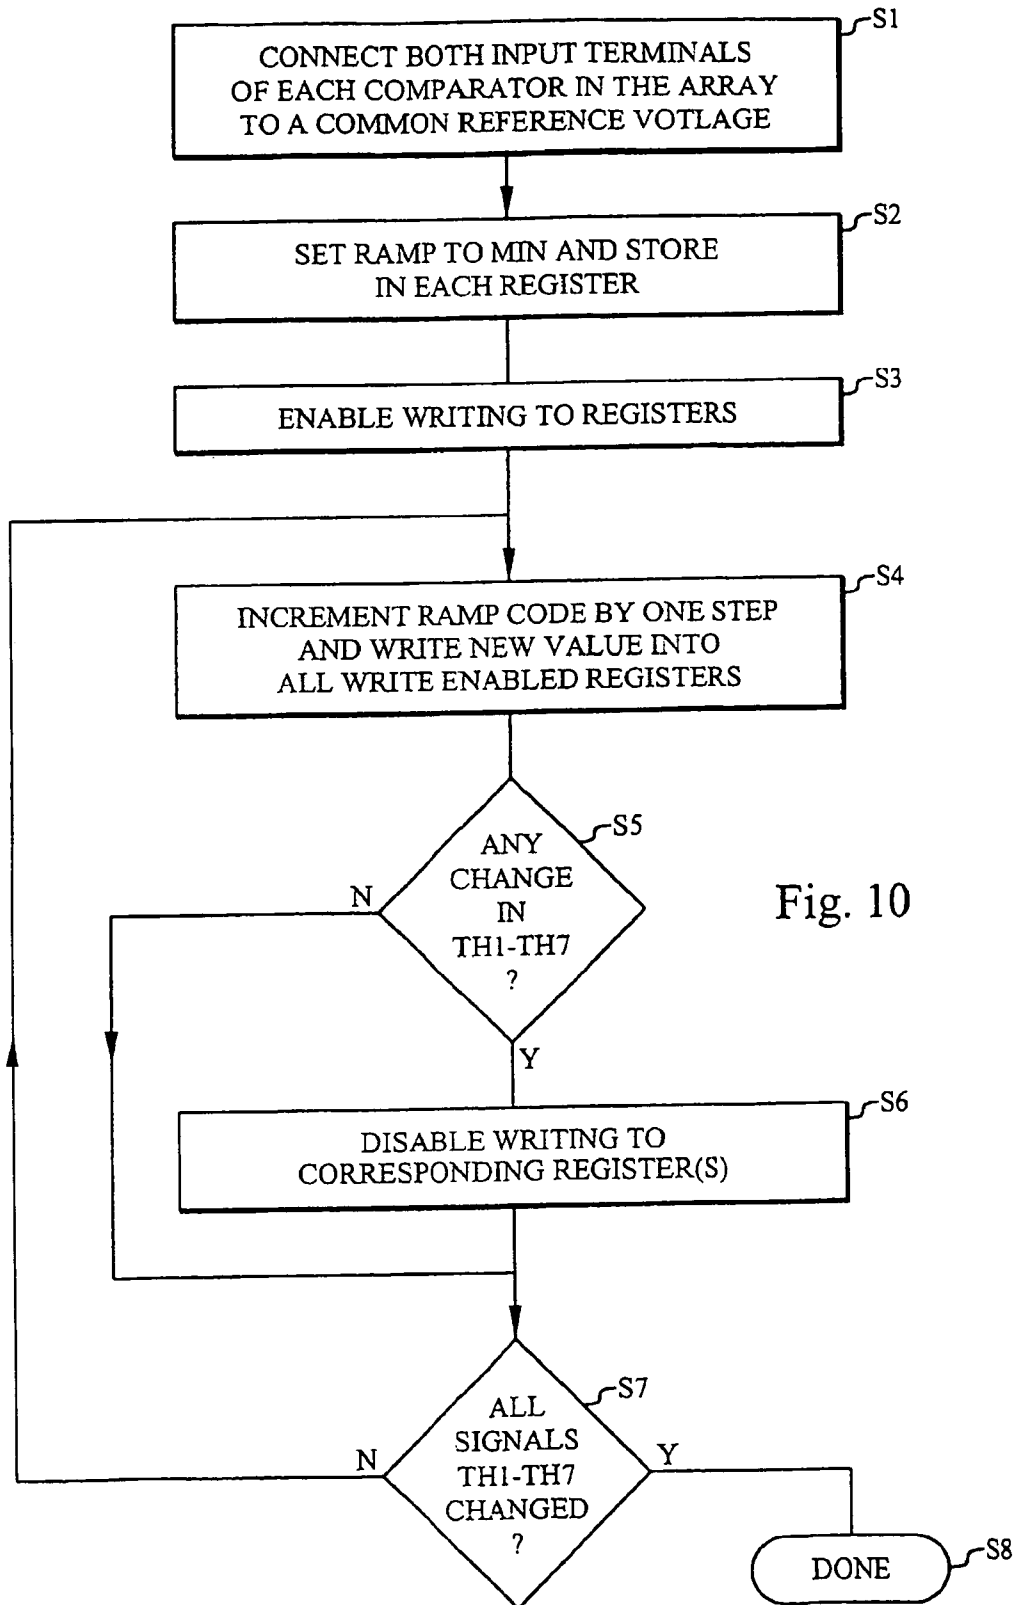 S1
CONNECT BOTH INPUT TERMINALS
OF EACH COMPARATOR IN THE ARRAY
TO A COMMON REFERENCE VOTLAGE
S2
SET RAMP TO MIN AND STORE
IN EACH REGISTER
S3
ENABLE WRITING TO REGISTERS
S4
INCREMENT RAMP CODE BY ONE STEP
AND WRITE NEW VALUE INTO
ALL WRITE ENABLED REGISTERS
S5
ANY
CHANGE
IN
TH1-TH7
?
N
Y
Fig. 10
S6
DISABLE WRITING TO
CORRESPONDING REGISTER(S)
S7
ALL
SIGNALS
TH1-TH7
CHANGED
?
N
Y
DONE
S8